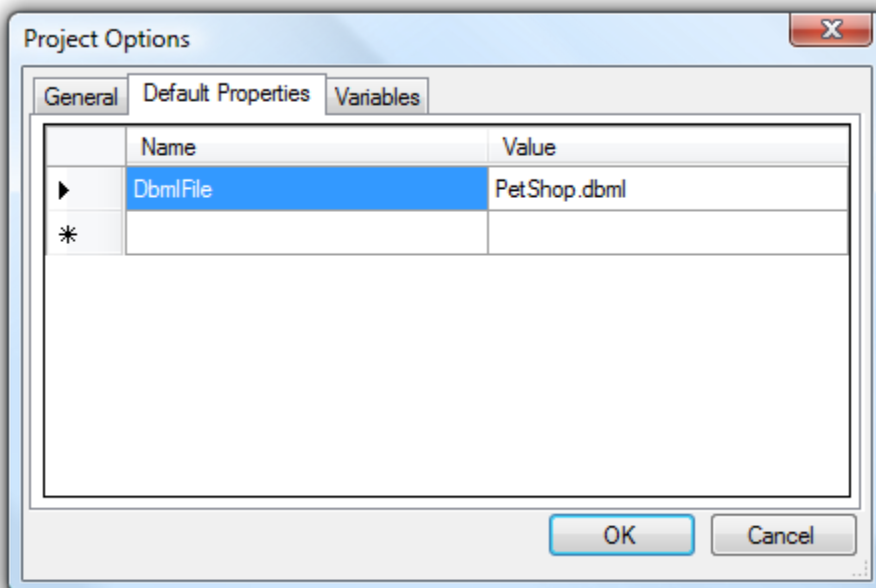 Project Options
General Default Properties Variables
Name Value
DbmlFile PetShop.dbml
OK Cancel